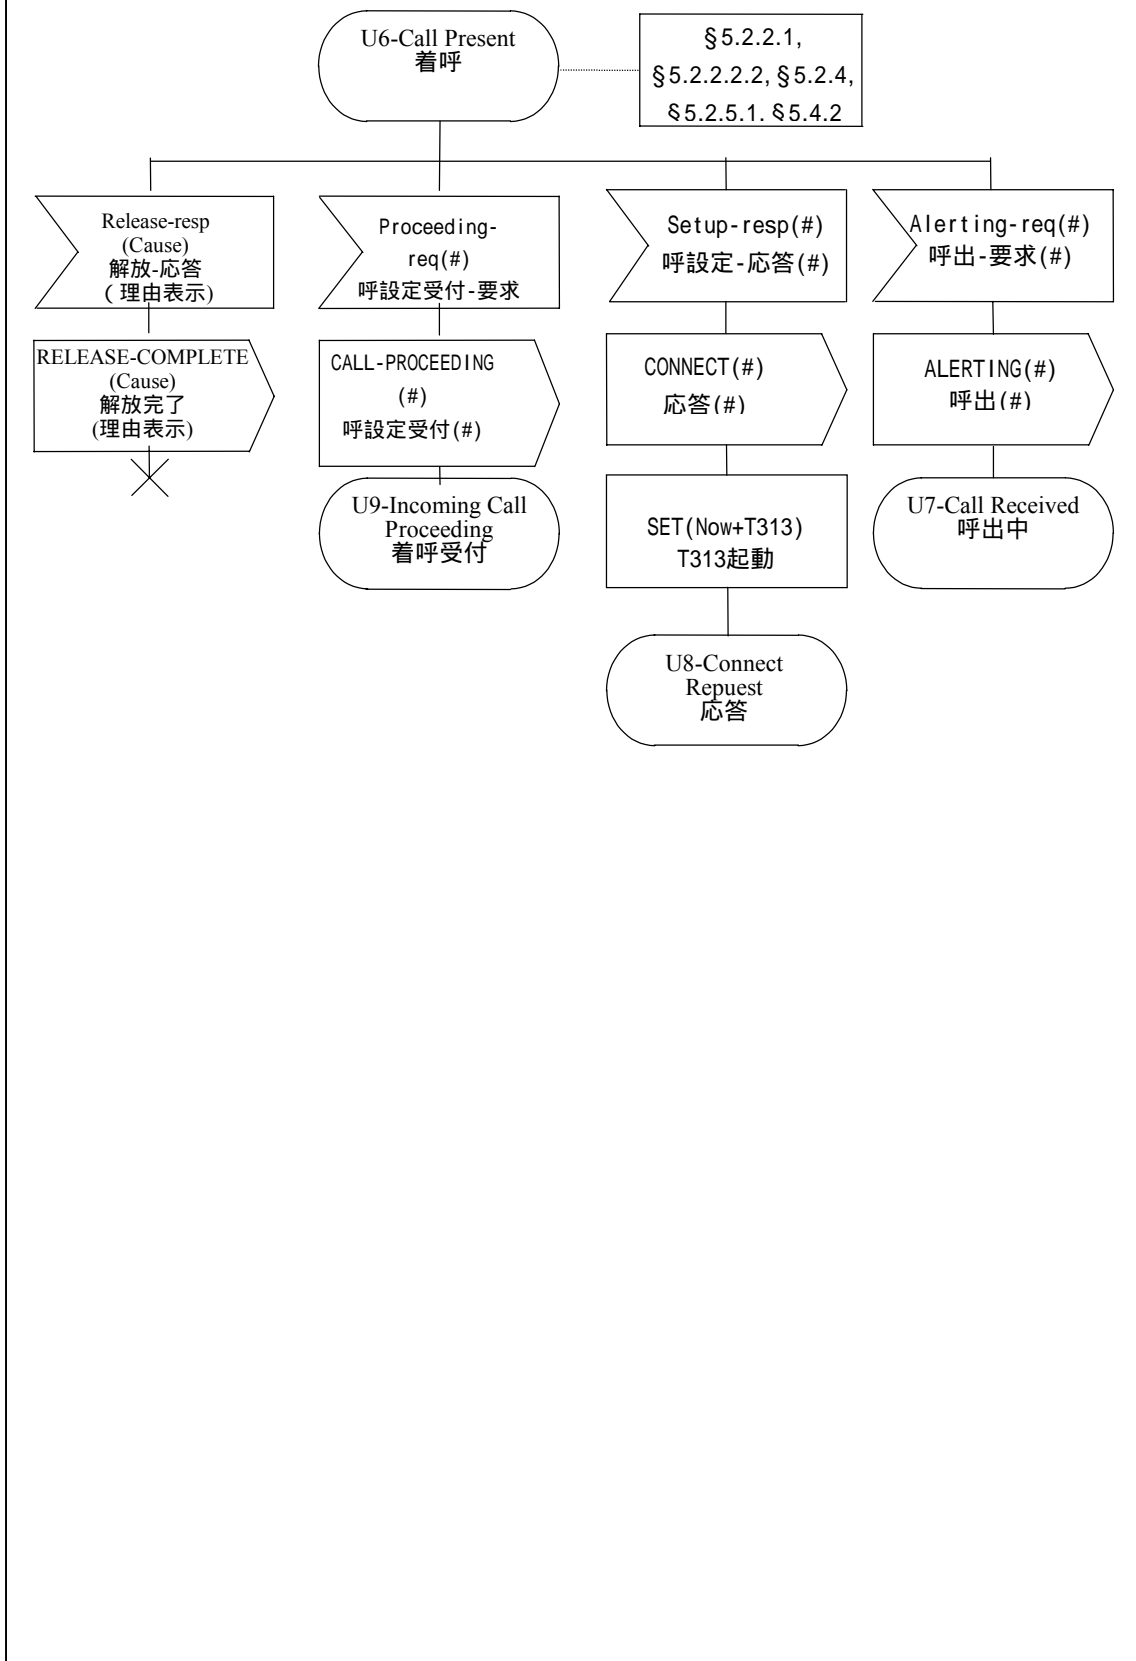 U6-Call Present
着呼
§5.2.2.1,
§5.2.2.2.2, §5.2.4,
§5.2.5.1. §5.4.2
Release-resp
(Cause)
解放-応答
(理由表示)
Proceeding-
req(#)
呼設定受付-要求
Setup-resp(#)
呼設定-応答(#)
Alerting-req(#)
呼出-要求(#)
RELEASE-COMPLETE
(Cause)
解放完了
(理由表示)
CALL-PROCEEDING
(#)
呼設定受付(#)
CONNECT(#)
応答(#)
ALERTING(#)
呼出(#)
U9-Incoming Call
Proceeding
着呼受付
SET(Now+T313)
T313起動
U7-Call Received
呼出中
U8-Connect
Repuest
応答